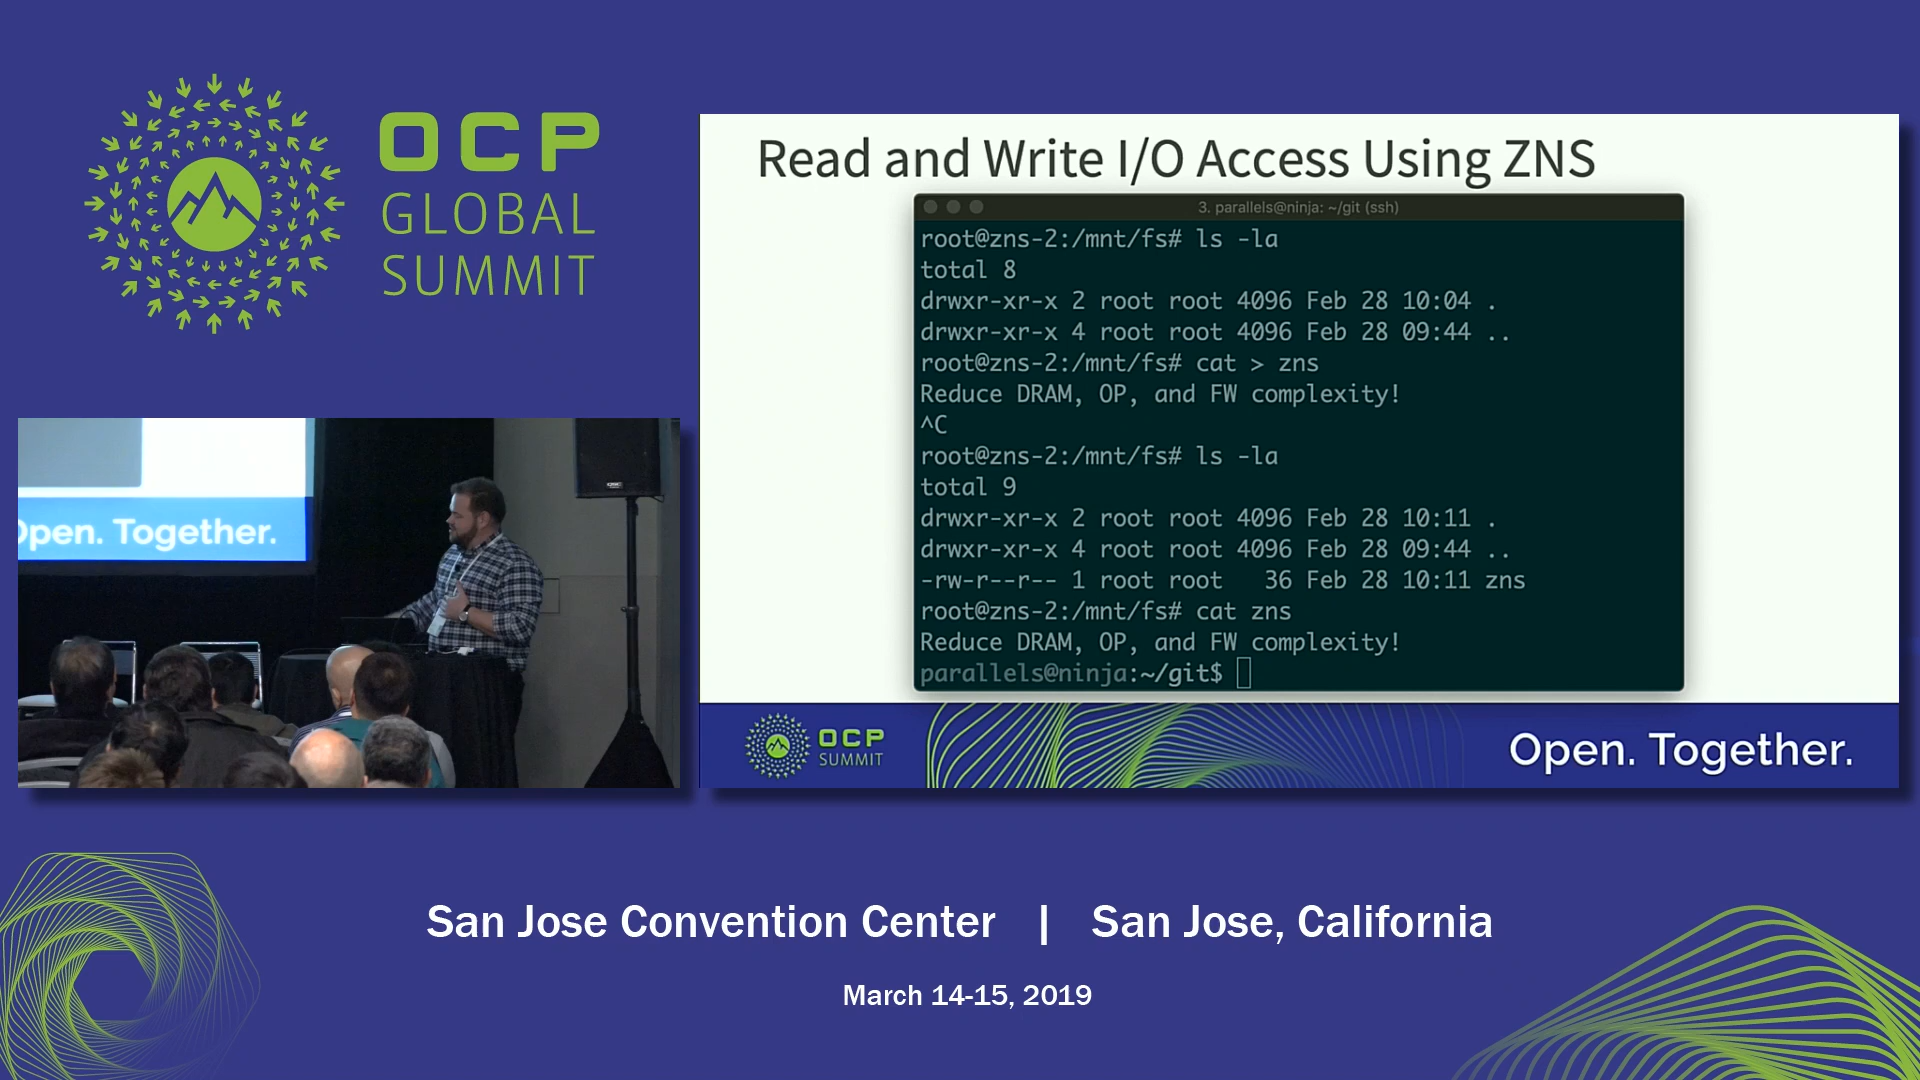 OCP
GLOBAL
SUMMIT
Open. Together.
Read and Write I/O Access Using ZNS
3. parallels@ninja: ~/git (ssh)
root@zns-2:/mnt/fs# ls -la
total 8
drwxr-xr-x 2 root root 4096 Feb 28 10:04 .
drwxr-xr-x 4 root root 4096 Feb 28 09:44 ..
root@zns-2:/mnt/fs# cat > zns
Reduce DRAM, OP, and FW complexity!
^C
root@zns-2:/mnt/fs# ls -la
total 9
drwxr-xr-x 2 root root 4096 Feb 28 10:11 .
drwxr-xr-x 4 root root 4096 Feb 28 09:44 ..
-rw-r--r-- 1 root root   36 Feb 28 10:11 zns
root@zns-2:/mnt/fs# cat zns
Reduce DRAM, OP, and FW complexity!
parallels@ninja:~/git$
OCP
SUMMIT
Open. Together.
San Jose Convention Center | San Jose, California
March 14-15, 2019